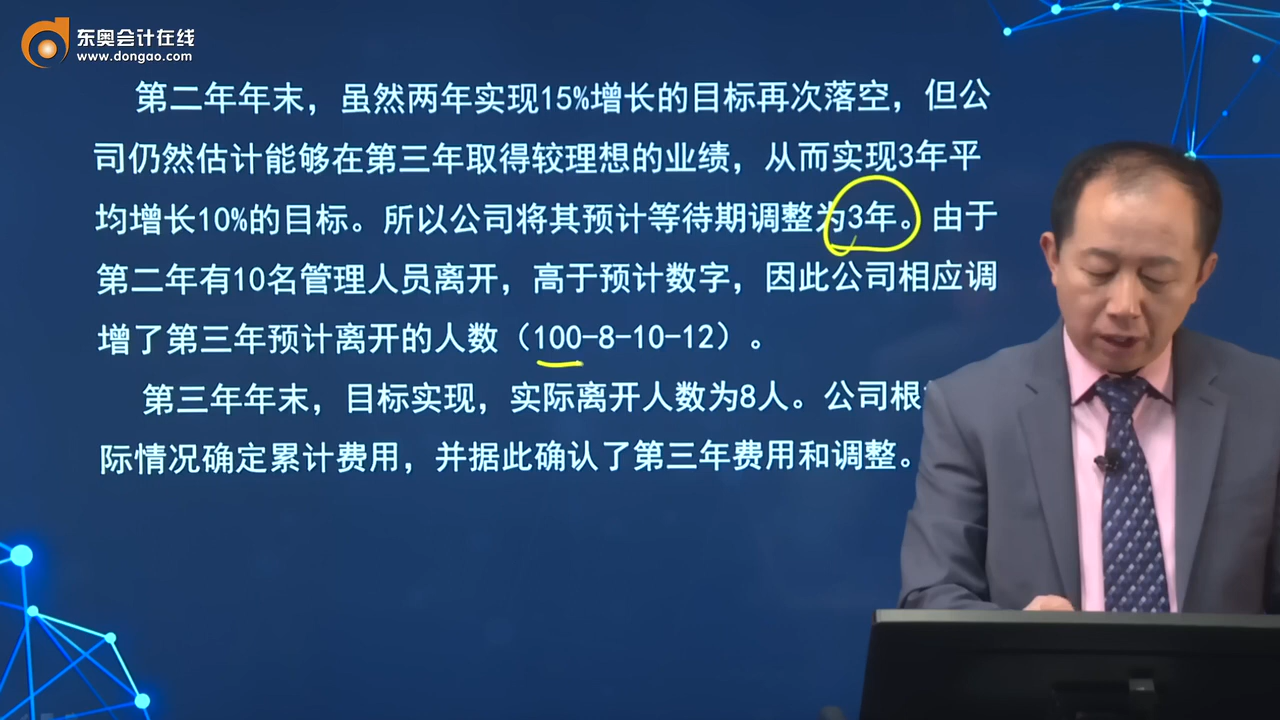 东奥会计在线
www.dongao.com
第二年年末，虽然两年实现15%增长的目标再次落空，但公
司仍然估计能够在第三年取得较理想的业绩，从而实现3年平
均增长10%的目标。所以公司将其预计等待期调整为3年。由于
第二年有10名管理人员离开，高于预计数字，因此公司相应调
增了第三年预计离开的人数（100-8-10-12）。
第三年年末，目标实现，实际离开人数为8人。公司根
际情况确定累计费用，并据此确认了第三年费用和调整。